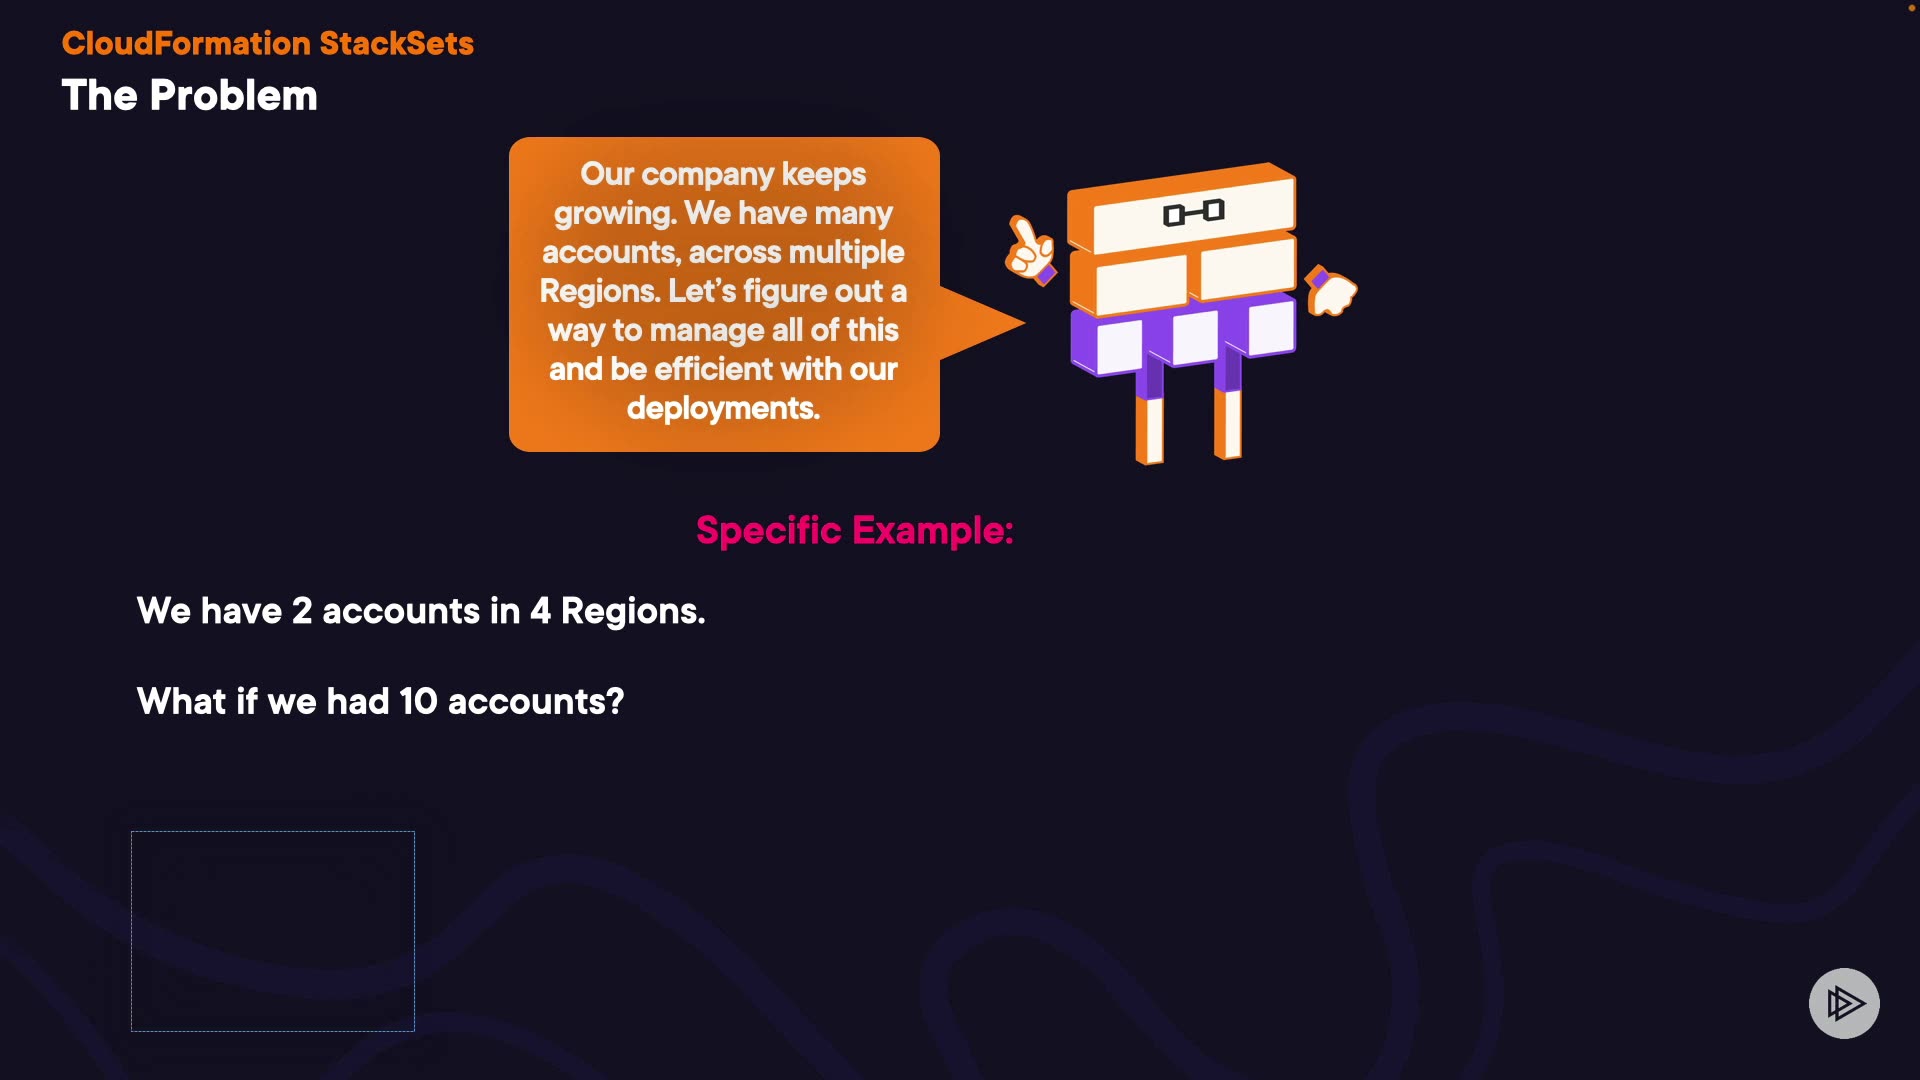 CloudFormation StackSets
The Problem
Our company keeps
growing. We have many
accounts, across multiple
Regions. Let's figure out a
way to manage all of this
and be efficient with our
deployments.
Specific Example:
We have 2 accounts in 4 Regions.
What if we had 10 accounts?